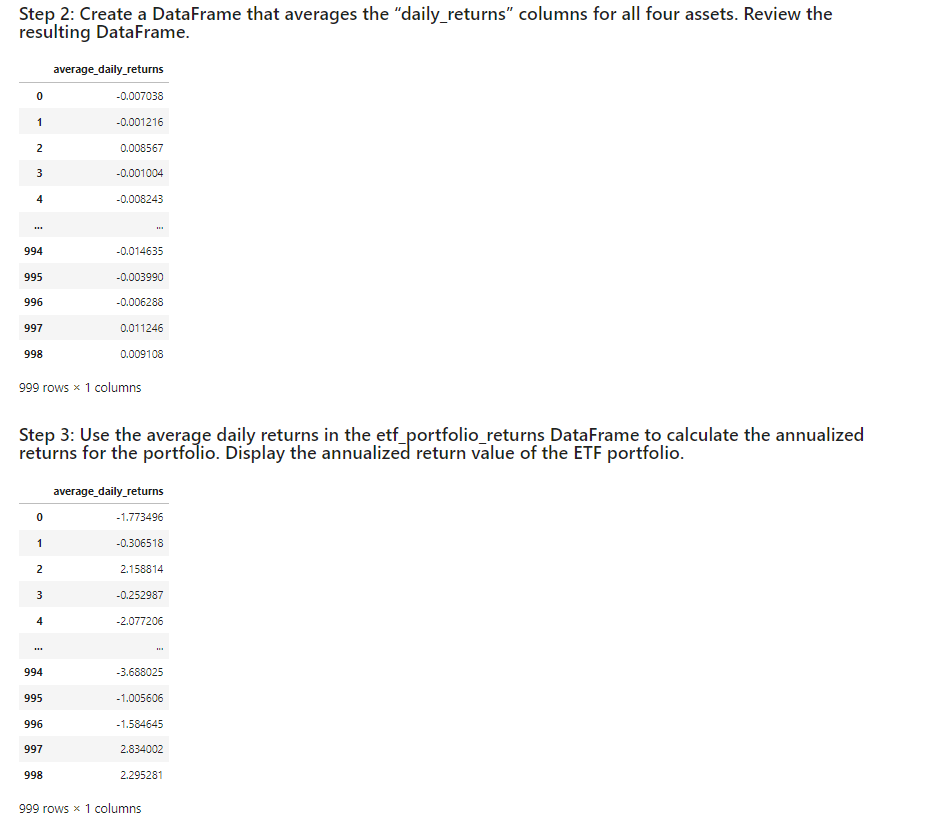 Step 2: Create a DataFrame that averages the “daily_returns” columns for all four assets. Review the
resulting DataFrame.
average_daily_returns
0 -0.007038
1 -0.001216
2 0.008567
3 -0.001004
4 -0.008243
... ...
994 -0.014635
995 -0.003990
996 -0.006288
997 0.011246
998 0.009108
999 rows × 1 columns
Step 3: Use the average daily returns in the etf_portfolio_returns DataFrame to calculate the annualized
returns for the portfolio. Display the annualized return value of the ETF portfolio.
average_daily_returns
0 -1.773496
1 -0.306518
2 2.158814
3 -0.252987
4 -2.077206
... ...
994 -3.688025
995 -1.005606
996 -1.584645
997 2.834002
998 2.295281
999 rows × 1 columns